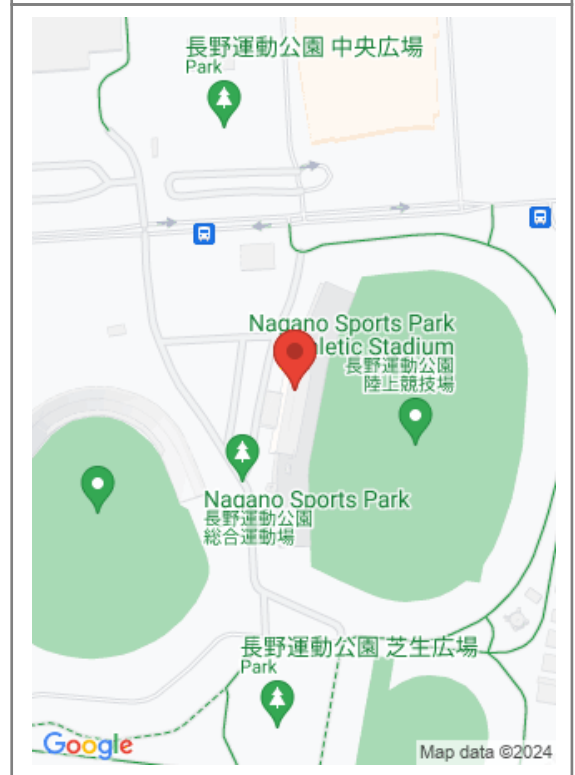 長野運動公園 中央広場
Park
Nagano Sports Park
letic Stadium
長野運動公園
陸上競技場
Nagano Sports Park
長野運動公園
総合運動場
長野運動公園 芝生広場
Park
Google
Map data ©2024